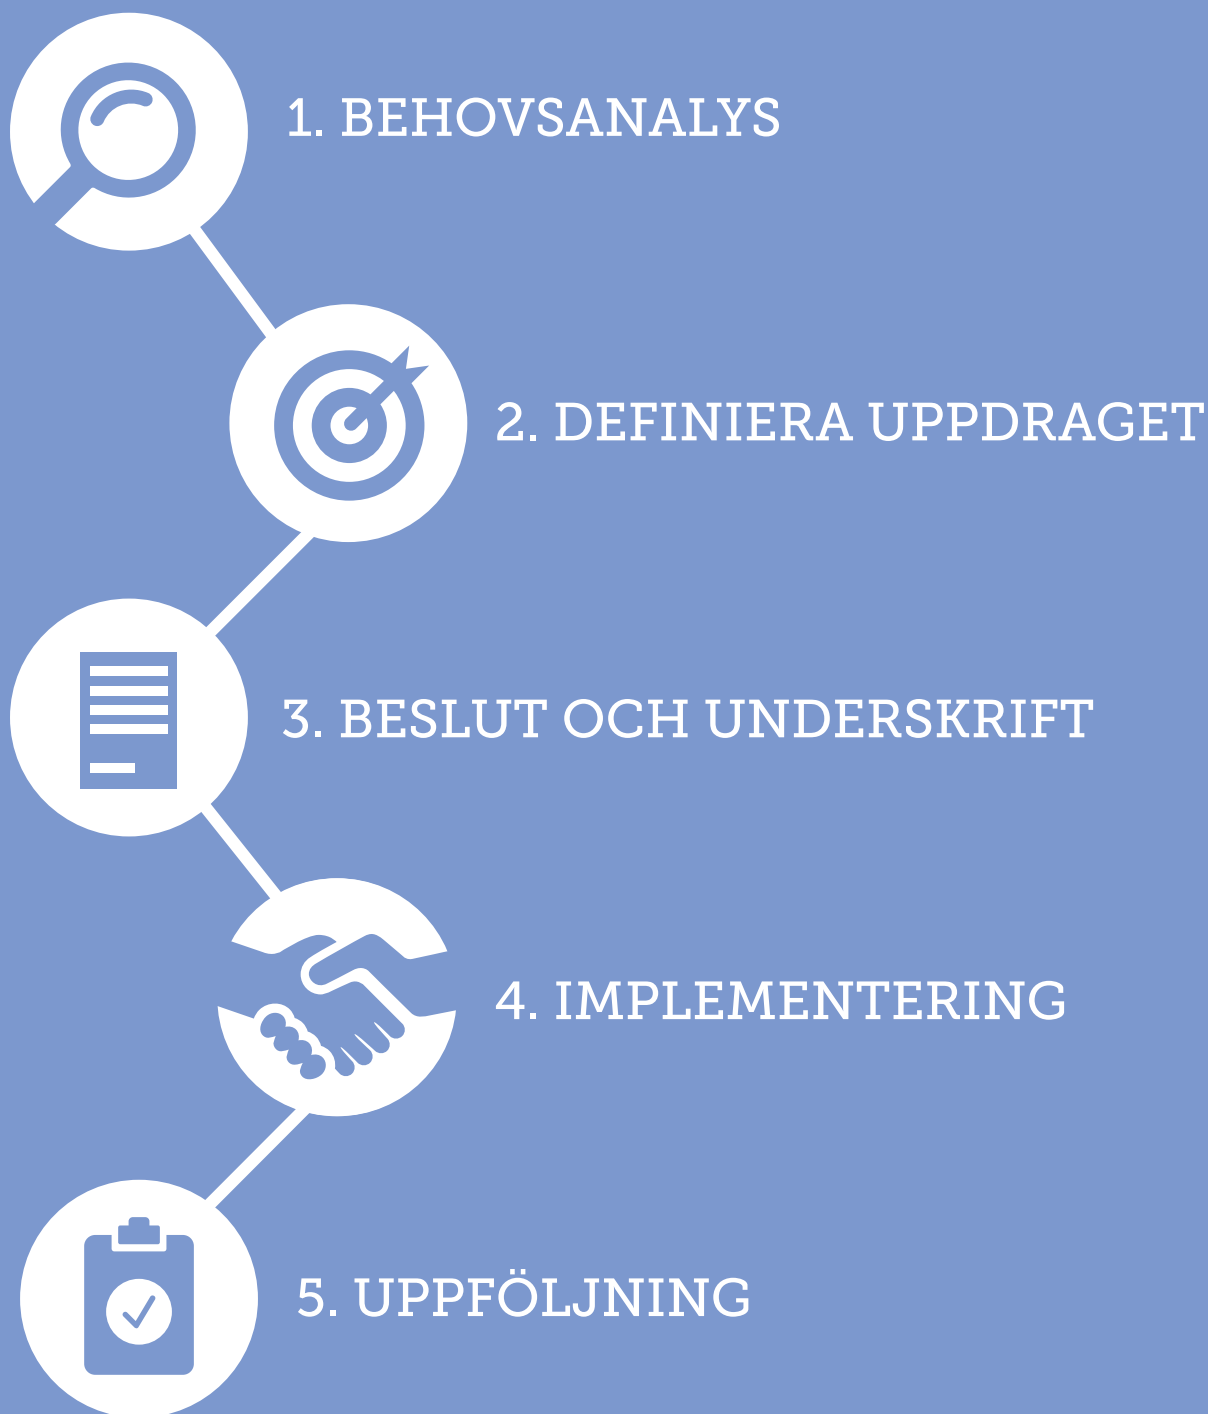 1. BEHOVSANALYS
2. DEFINIERA UPPDRAGET
3. BESLUT OCH UNDERSKRIFT
4. IMPLEMENTERING
5. UPPFÖLJNING